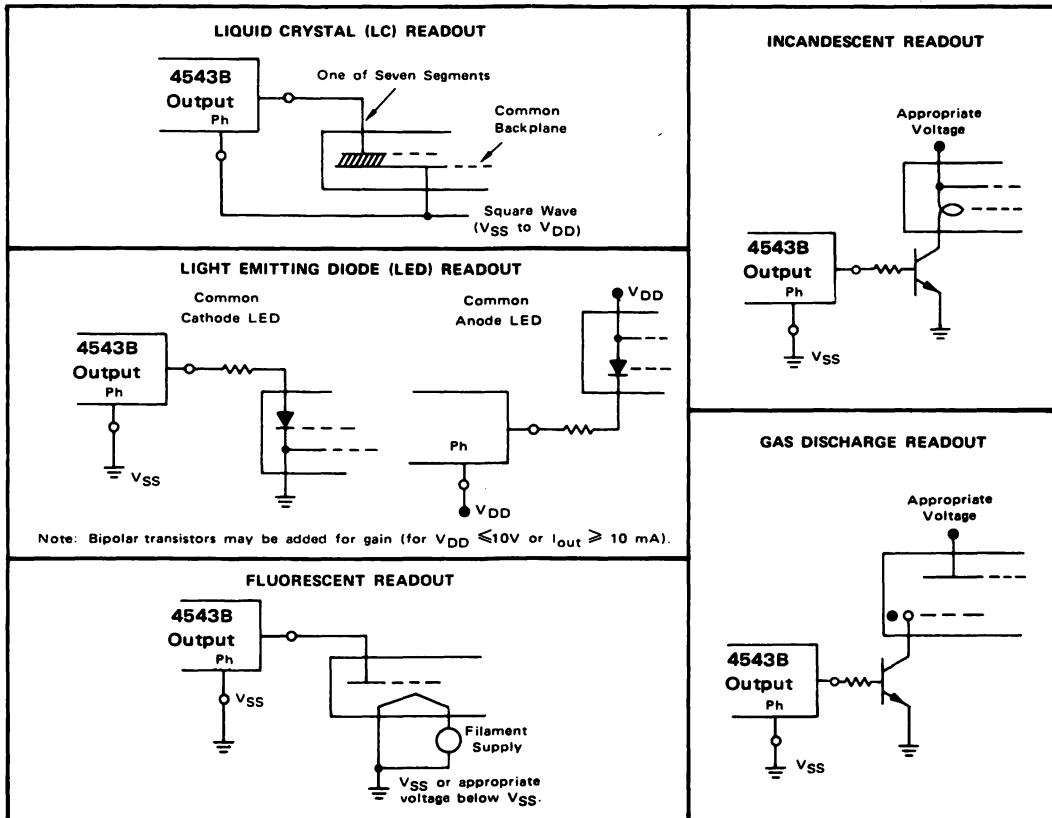 LIQUID CRYSTAL (LC) READOUT
4543B
Output
Ph
One of Seven Segments
Common
Backplane
Square Wave
(VSS to VDD)
LIGHT EMITTING DIODE (LED) READOUT
Common
Cathode LED
4543B
Output
Ph
VSS
Common
Anode LED
VDD
Ph
VDD
Note: Bipolar transistors may be added for gain (for VDD ⩽10V or Iout ⩾ 10 mA).
FLUORESCENT READOUT
4543B
Output
Ph
VSS
Filament
Supply
VSS or appropriate
voltage below VSS.
INCANDESCENT READOUT
Appropriate
Voltage
4543B
Output
Ph
VSS
GAS DISCHARGE READOUT
Appropriate
Voltage
4543B
Output
Ph
VSS